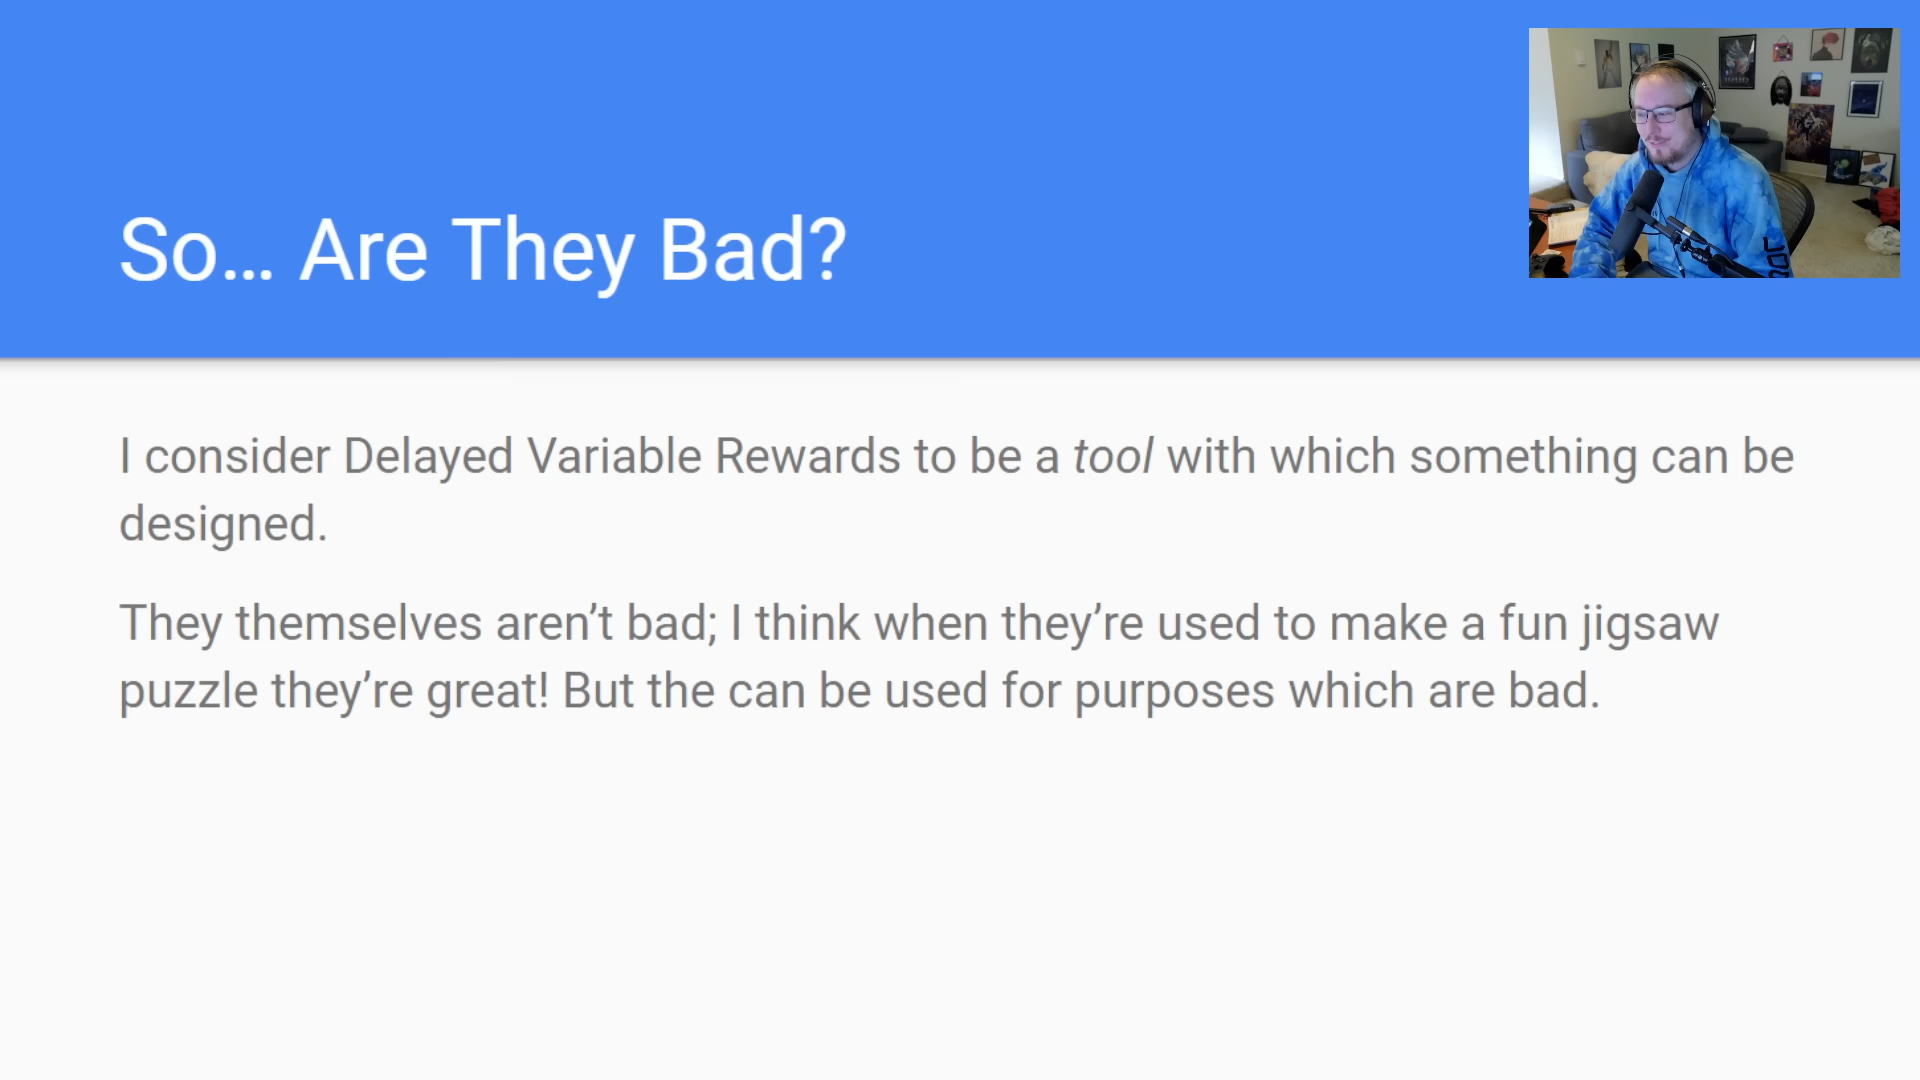 So… Are They Bad?
I consider Delayed Variable Rewards to be a tool with which something can be
designed.
They themselves aren’t bad; I think when they’re used to make a fun jigsaw
puzzle they’re great! But the can be used for purposes which are bad.